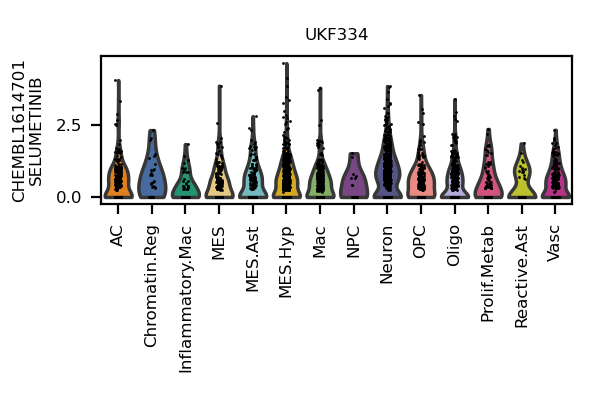 UKF334
CHEMBL1614701
SELUMETINIB
2.5
0.0
AC
Chromatin.Reg
Inflammatory.Mac
MES
MES.Ast
MES.Hyp
Mac
NPC
Neuron
OPC
Oligo
Prolif.Metab
Reactive.Ast
Vasc